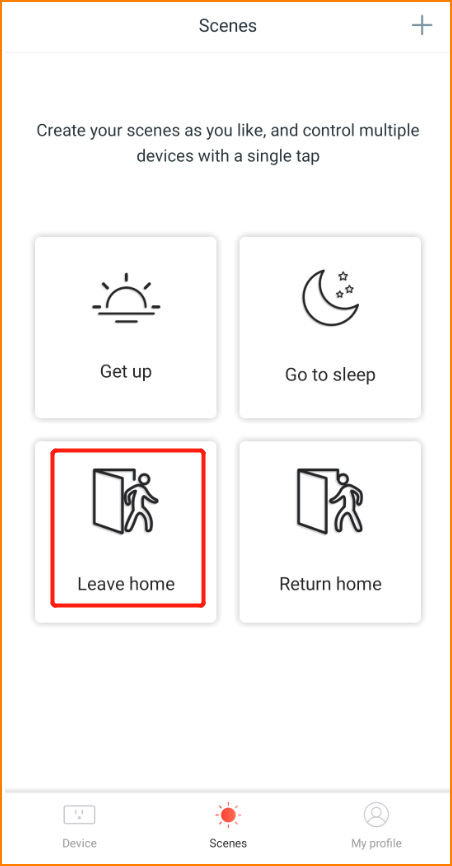 Scenes
Create your scenes as you like, and control multiple
devices with a single tap
Get up
Go to sleep
Leave home
Return home
Device
Scenes
My profile